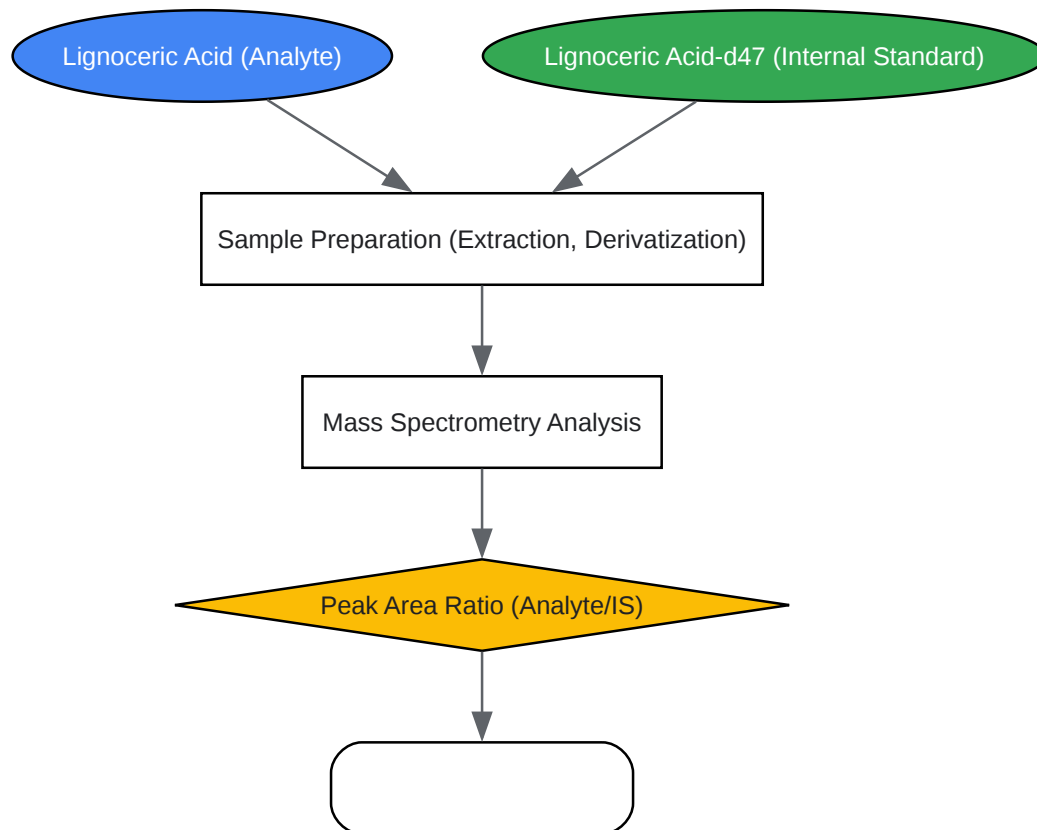 Lignoceric Acid (Analyte)
Lignoceric Acid-d47 (Internal Standard)
Sample Preparation (Extraction, Derivatization)
Mass Spectrometry Analysis
Peak Area Ratio (Analyte/IS)